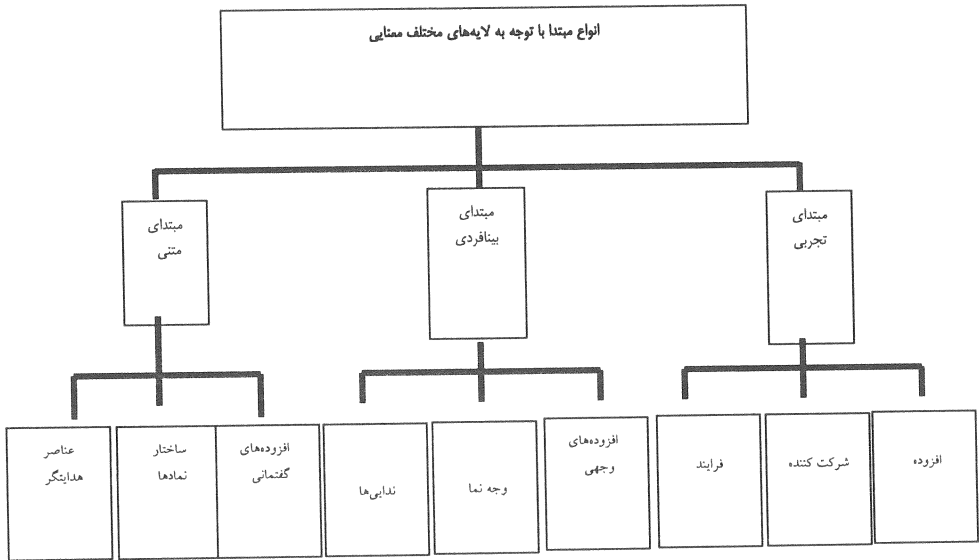 انواع مبتدا با توجه به لایه‌های مختلف معنایی
مبتدای
تجربی
مبتدای
بینافردی
مبتدای
متنی
افزوده
شرکت کننده
فرایند
افزوده‌های
وجهی
وجه نما
ندایی‌ها
افزوده‌های
گفتمانی
ساختار
نمادها
عناصر
هدایتگر